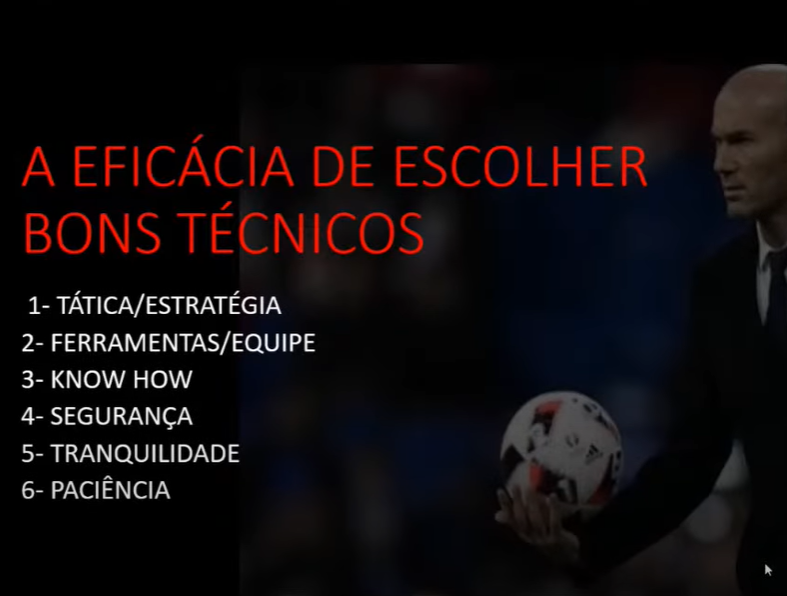 A EFICÁCIA DE ESCOLHER
BONS TÉCNICOS
1- TÁTICA/ESTRATÉGIA
2- FERRAMENTAS/EQUIPE
3- KNOW HOW
4- SEGURANÇA
5- TRANQUILIDADE
6- PACIÊNCIA